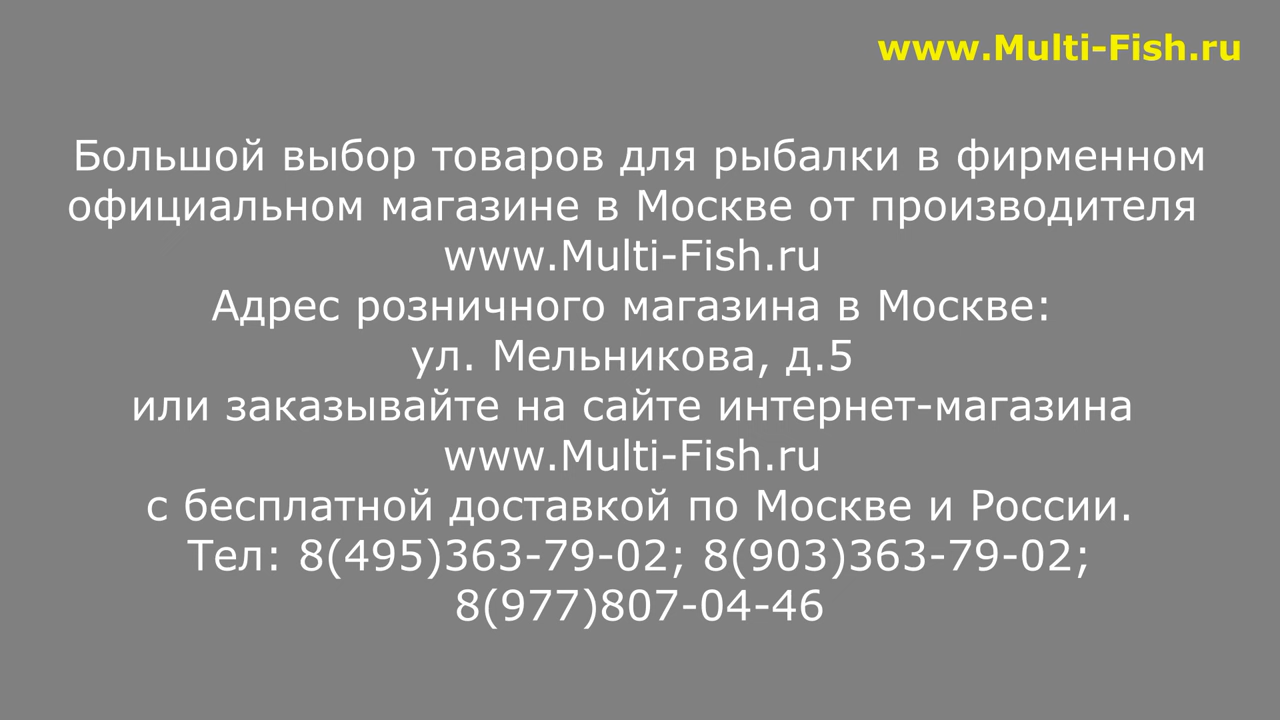 www.Multi-Fish.ru
Большой выбор товаров для рыбалки в фирменном
официальном магазине в Москве от производителя
www.Multi-Fish.ru
Адрес розничного магазина в Москве:
ул. Мельникова, д.5
или заказывайте на сайте интернет-магазина
www.Multi-Fish.ru
с бесплатной доставкой по Москве и России.
Тел: 8(495)363-79-02; 8(903)363-79-02;
8(977)807-04-46